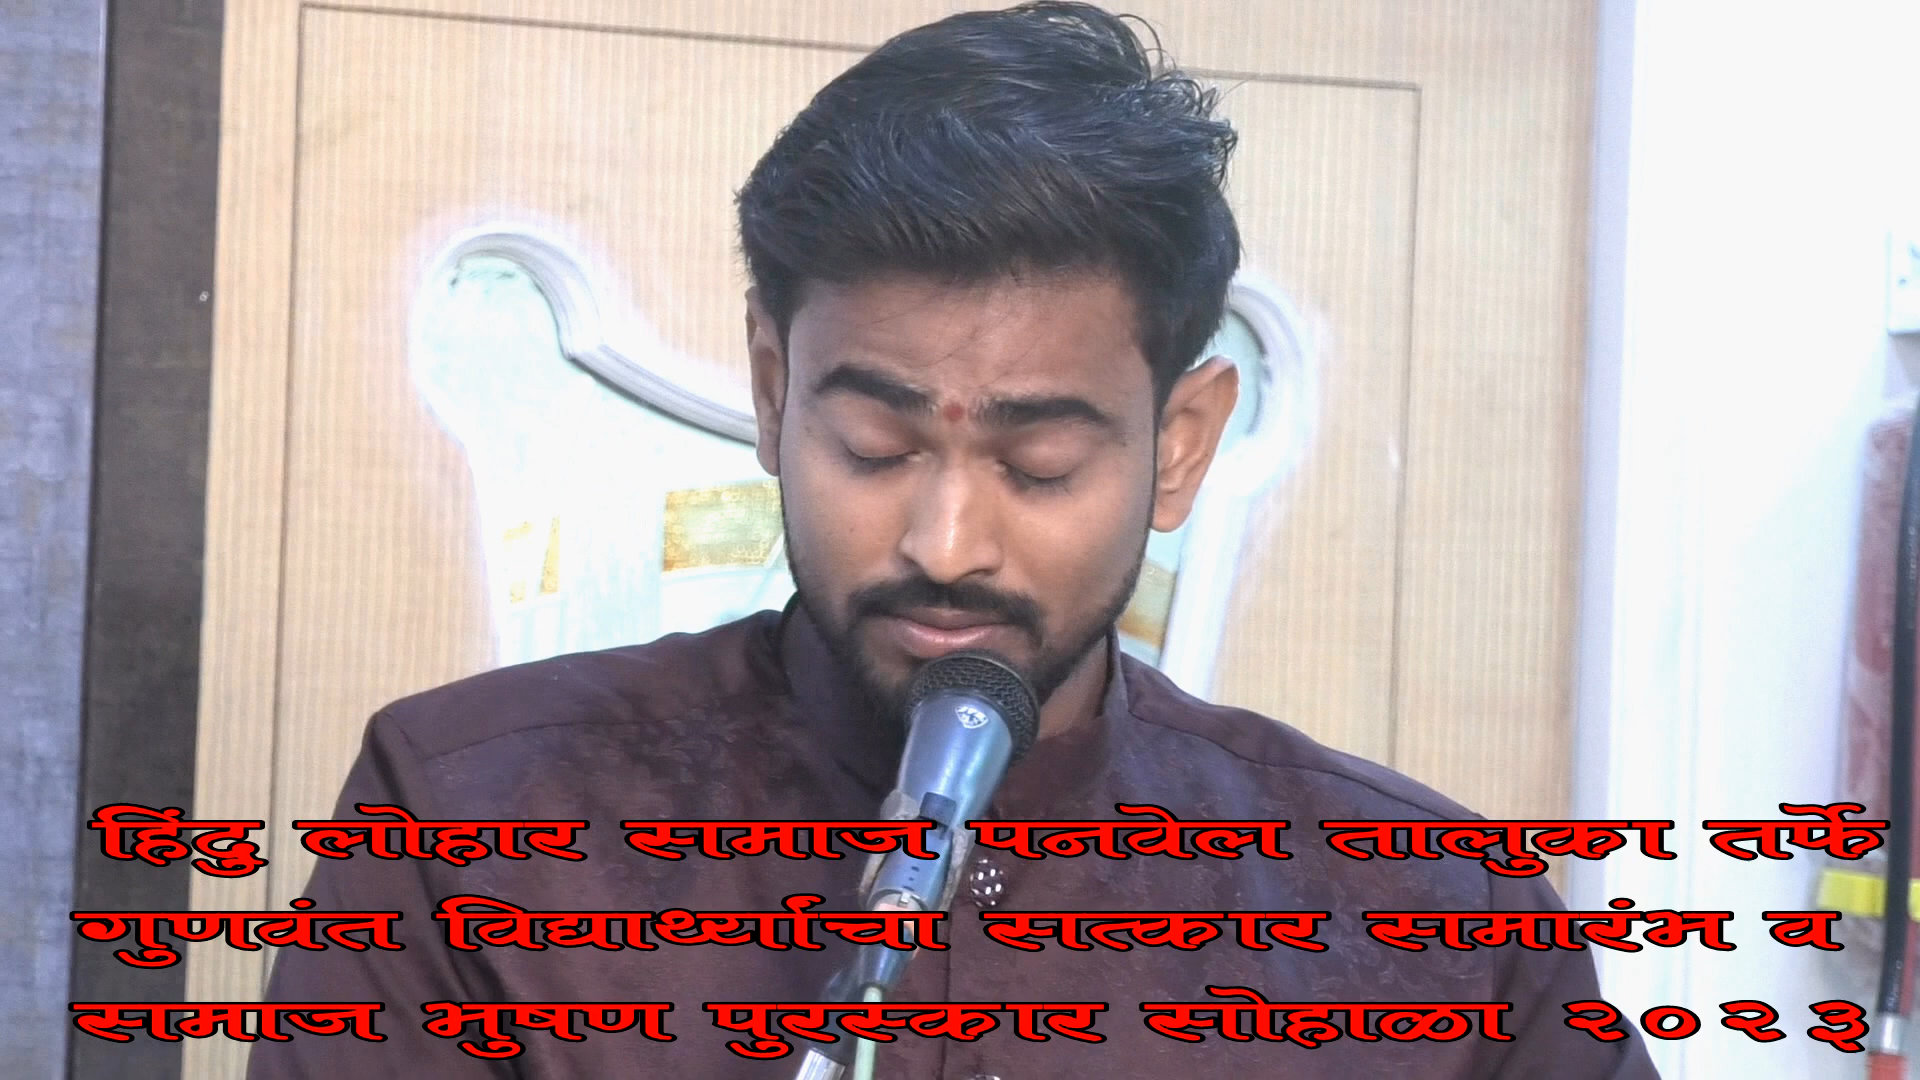 हिंदु लोहार समाज पनवेल तालुका तर्फे
गुणवंत विद्यार्थ्यांचा सत्कार समारंभ व
समाज भुषण पुरस्कार सोहाळा २०२३